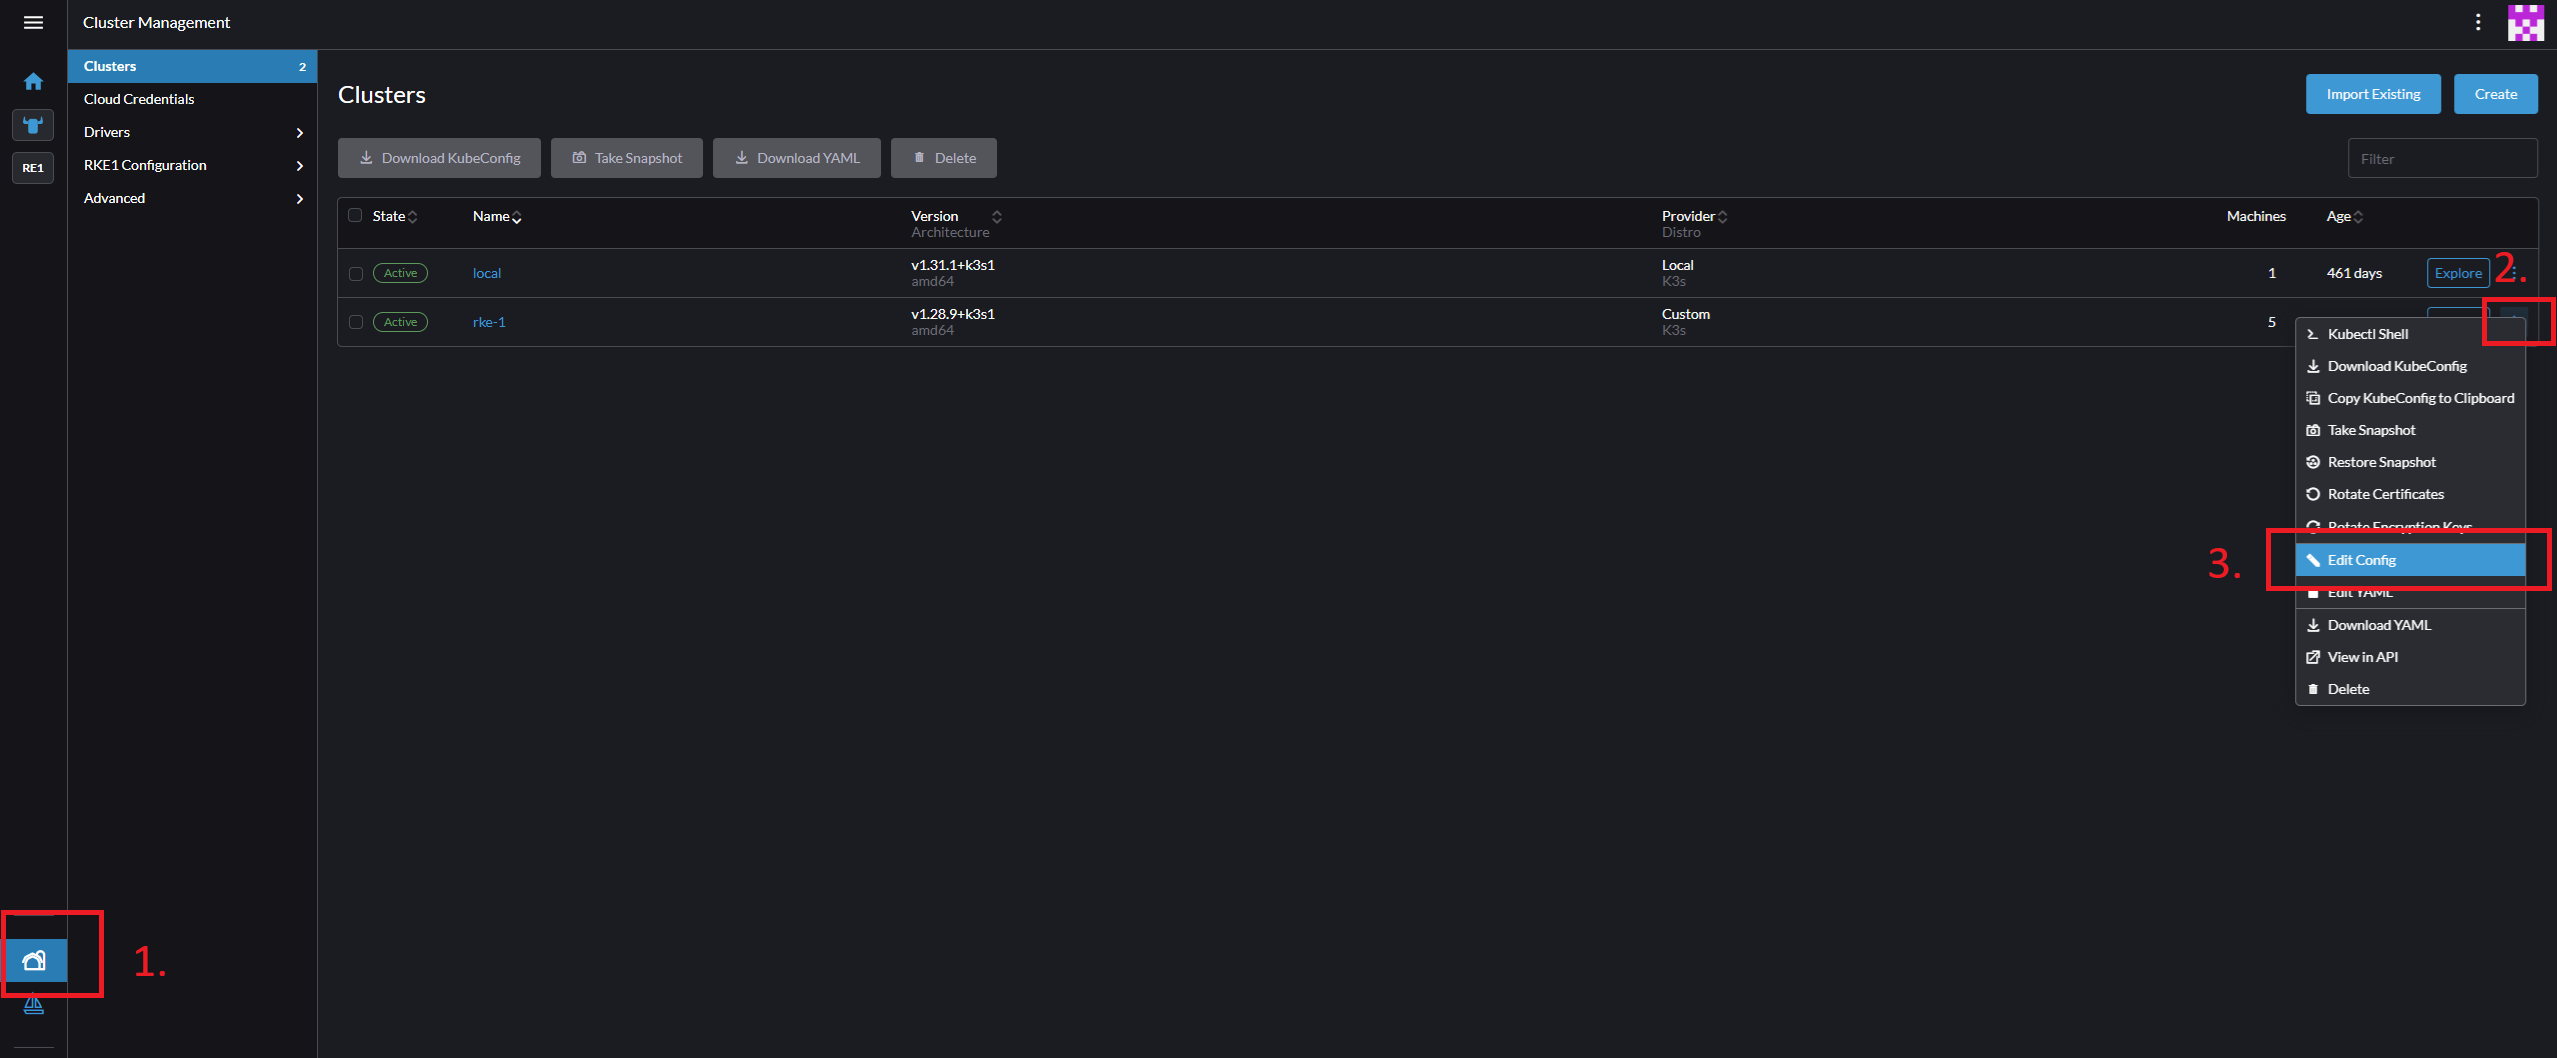 Cluster Management
Clusters 2
Cloud Credentials
Drivers
RE1
RKE1 Configuration
Advanced
Clusters
Import Existing
Create
Download KubeConfig
Take Snapshot
Download YAML
Delete
Filter
State Name Version Provider Machines Age
Architecture Distro
Active local v1.31.1+k3s1 Local 1 461 days Explore
amd64 K3s
2.
Active rke-1 v1.28.9+k3s1 Custom 5
amd64 K3s
Kubectl Shell
Download KubeConfig
Copy KubeConfig to Clipboard
Take Snapshot
Restore Snapshot
Rotate Certificates
Rotate Encryption Keys
3.
Edit Config
Edit YAML
Download YAML
View in API
Delete
1.